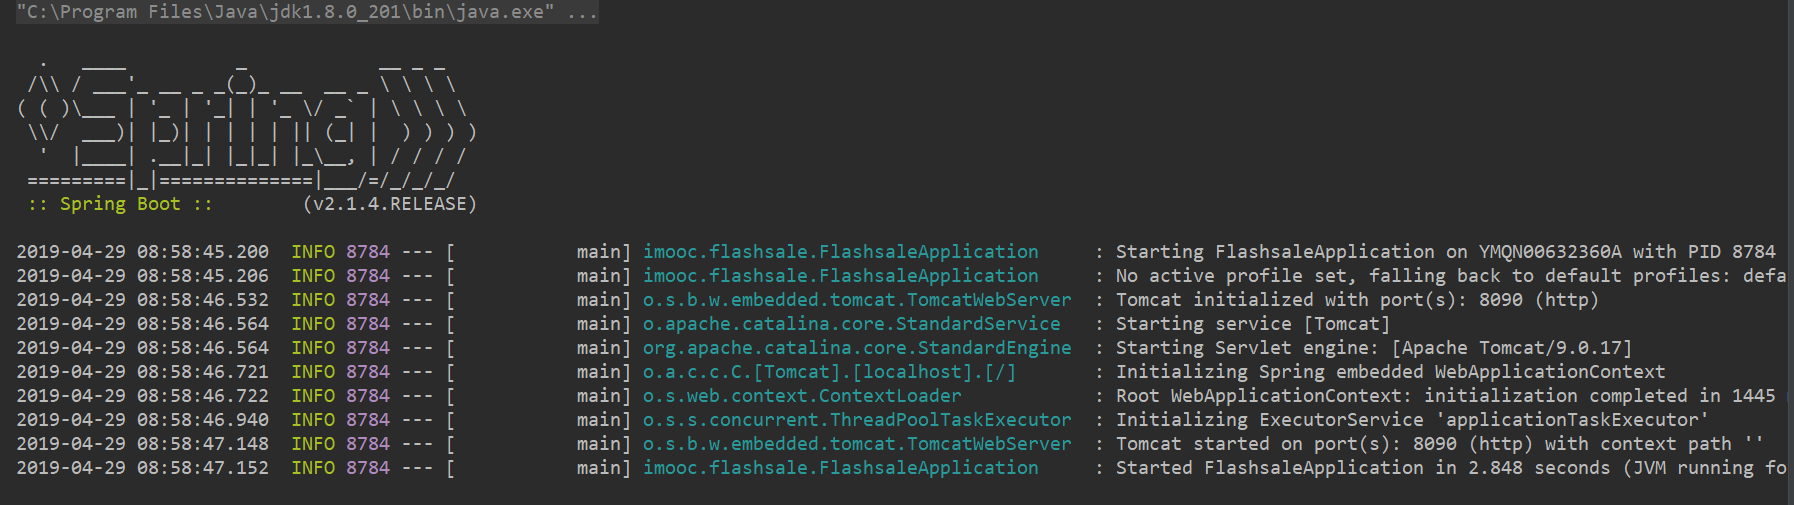 "C:\Program Files\Java\jdk1.8.0_201\bin\java.exe" ...
  .   ____          _            __ _ _
 /\\ / ___'_ __ _ _(_)_ __  __ _ \ \ \ \
( ( )\___ | '_ | '_| | '_ \/ _` | \ \ \ \
 \\/  ___)| |_)| | | | | || (_| |  ) ) ) )
  '  |____| .__|_| |_|_| |_\__, | / / / /
 =========|_|==============|___/=/_/_/_/
 :: Spring Boot ::        (v2.1.4.RELEASE)
2019-04-29 08:58:45.200  INFO 8784 --- [           main] imooc.flashsale.FlashsaleApplication     : Starting FlashsaleApplication on YMQN00632360A with PID 8784
2019-04-29 08:58:45.206  INFO 8784 --- [           main] imooc.flashsale.FlashsaleApplication     : No active profile set, falling back to default profiles: defa
2019-04-29 08:58:46.532  INFO 8784 --- [           main] o.s.b.w.embedded.tomcat.TomcatWebServer  : Tomcat initialized with port(s): 8090 (http)
2019-04-29 08:58:46.564  INFO 8784 --- [           main] o.apache.catalina.core.StandardService   : Starting service [Tomcat]
2019-04-29 08:58:46.564  INFO 8784 --- [           main] org.apache.catalina.core.StandardEngine  : Starting Servlet engine: [Apache Tomcat/9.0.17]
2019-04-29 08:58:46.721  INFO 8784 --- [           main] o.a.c.c.C.[Tomcat].[localhost].[/]       : Initializing Spring embedded WebApplicationContext
2019-04-29 08:58:46.722  INFO 8784 --- [           main] o.s.web.context.ContextLoader            : Root WebApplicationContext: initialization completed in 1445
2019-04-29 08:58:46.940  INFO 8784 --- [           main] o.s.s.concurrent.ThreadPoolTaskExecutor  : Initializing ExecutorService 'applicationTaskExecutor'
2019-04-29 08:58:47.148  INFO 8784 --- [           main] o.s.b.w.embedded.tomcat.TomcatWebServer  : Tomcat started on port(s): 8090 (http) with context path ''
2019-04-29 08:58:47.152  INFO 8784 --- [           main] imooc.flashsale.FlashsaleApplication     : Started FlashsaleApplication in 2.848 seconds (JVM running fo